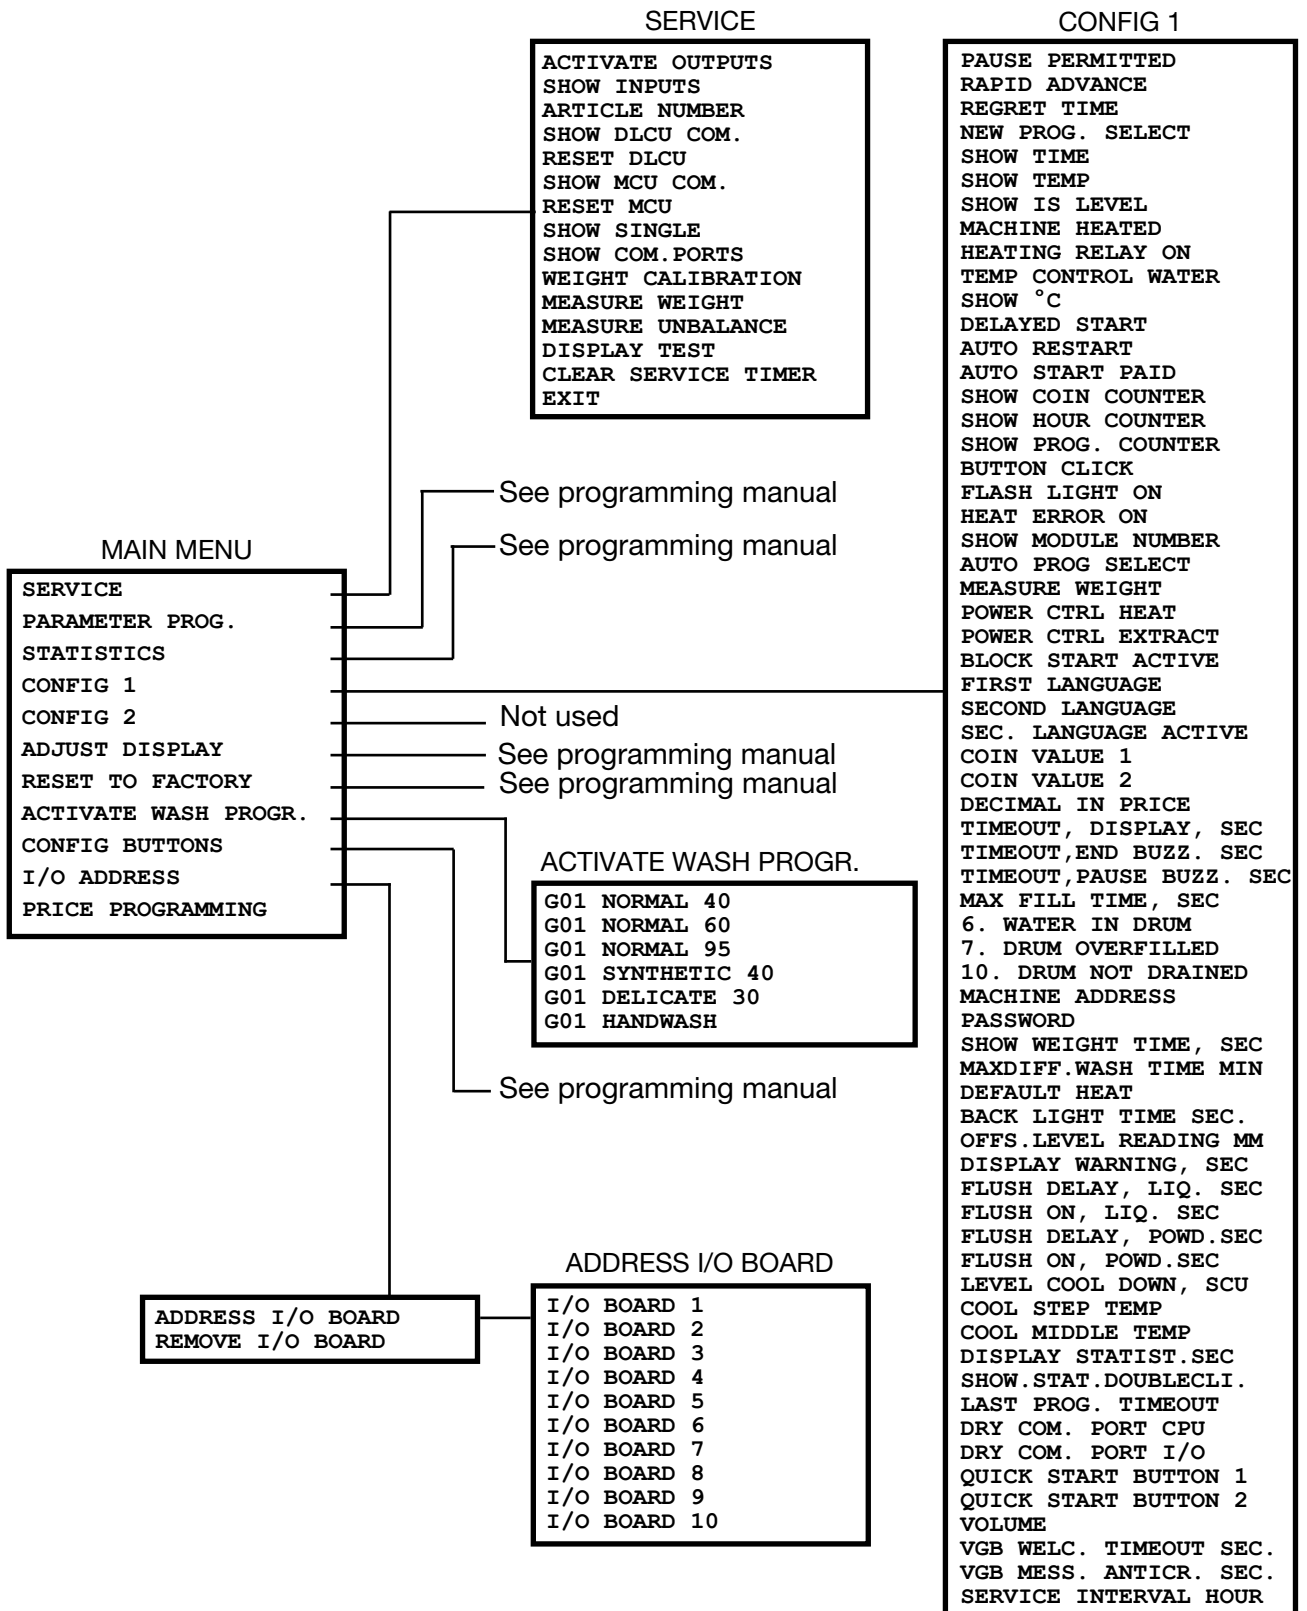 SERVICE
ACTIVATE OUTPUTS
SHOW INPUTS
ARTICLE NUMBER
SHOW DLCU COM.
RESET DLCU
SHOW MCU COM.
RESET MCU
SHOW SINGLE
SHOW COM.PORTS
WEIGHT CALIBRATION
MEASURE WEIGHT
MEASURE UNBALANCE
DISPLAY TEST
CLEAR SERVICE TIMER
EXIT
See programming manual
See programming manual
MAIN MENU
SERVICE
PARAMETER PROG.
STATISTICS
CONFIG 1
CONFIG 2
ADJUST DISPLAY
RESET TO FACTORY
ACTIVATE WASH PROGR.
CONFIG BUTTONS
I/O ADDRESS
PRICE PROGRAMMING
Not used
See programming manual
See programming manual
ACTIVATE WASH PROGR.
G01 NORMAL 40
G01 NORMAL 60
G01 NORMAL 95
G01 SYNTHETIC 40
G01 DELICATE 30
G01 HANDWASH
See programming manual
ADDRESS I/O BOARD
REMOVE I/O BOARD
ADDRESS I/O BOARD
I/O BOARD 1
I/O BOARD 2
I/O BOARD 3
I/O BOARD 4
I/O BOARD 5
I/O BOARD 6
I/O BOARD 7
I/O BOARD 8
I/O BOARD 9
I/O BOARD 10
CONFIG 1
PAUSE PERMITTED
RAPID ADVANCE
REGRET TIME
NEW PROG. SELECT
SHOW TIME
SHOW TEMP
SHOW IS LEVEL
MACHINE HEATED
HEATING RELAY ON
TEMP CONTROL WATER
SHOW °C
DELAYED START
AUTO RESTART
AUTO START PAID
SHOW COIN COUNTER
SHOW HOUR COUNTER
SHOW PROG. COUNTER
BUTTON CLICK
FLASH LIGHT ON
HEAT ERROR ON
SHOW MODULE NUMBER
AUTO PROG SELECT
MEASURE WEIGHT
POWER CTRL HEAT
POWER CTRL EXTRACT
BLOCK START ACTIVE
FIRST LANGUAGE
SECOND LANGUAGE
SEC. LANGUAGE ACTIVE
COIN VALUE 1
COIN VALUE 2
DECIMAL IN PRICE
TIMEOUT, DISPLAY, SEC
TIMEOUT,END BUZZ. SEC
TIMEOUT,PAUSE BUZZ. SEC
MAX FILL TIME, SEC
6. WATER IN DRUM
7. DRUM OVERFILLED
10. DRUM NOT DRAINED
MACHINE ADDRESS
PASSWORD
SHOW WEIGHT TIME, SEC
MAXDIFF.WASH TIME MIN
DEFAULT HEAT
BACK LIGHT TIME SEC.
OFFS.LEVEL READING MM
DISPLAY WARNING, SEC
FLUSH DELAY, LIQ. SEC
FLUSH ON, LIQ. SEC
FLUSH DELAY, POWD.SEC
FLUSH ON, POWD.SEC
LEVEL COOL DOWN, SCU
COOL STEP TEMP
COOL MIDDLE TEMP
DISPLAY STATIST.SEC
SHOW.STAT.DOUBLECLI.
LAST PROG. TIMEOUT
DRY COM. PORT CPU
DRY COM. PORT I/O
QUICK START BUTTON 1
QUICK START BUTTON 2
VOLUME
VGB WELC. TIMEOUT SEC.
VGB MESS. ANTICR. SEC.
SERVICE INTERVAL HOUR